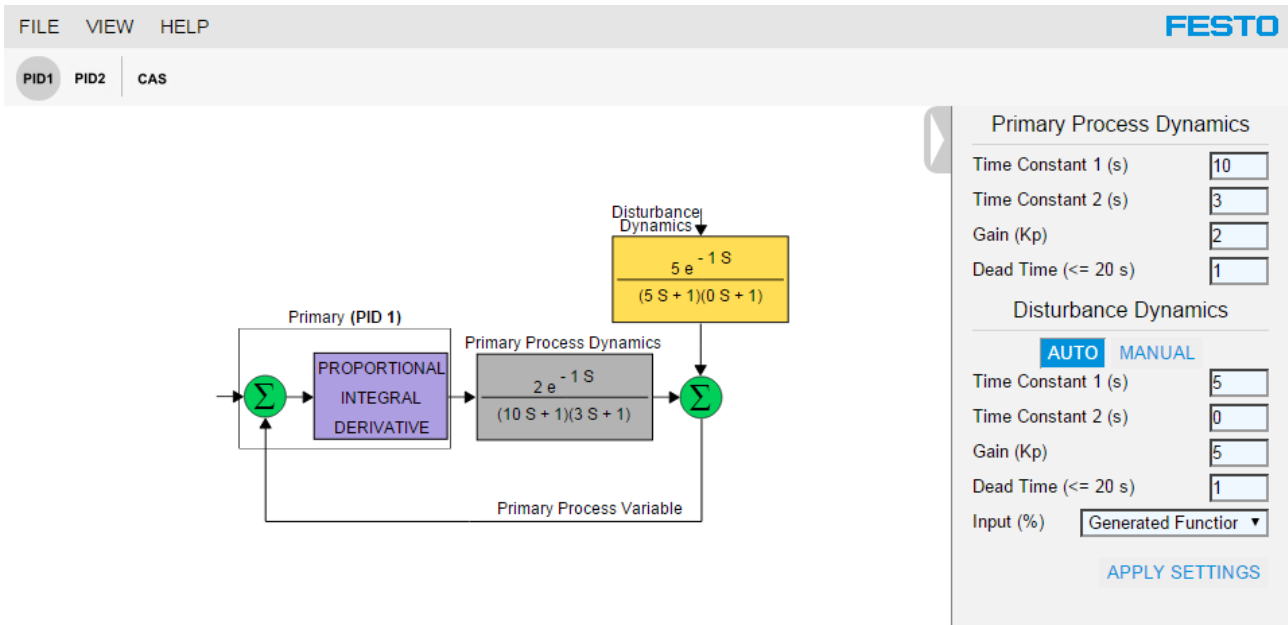 FILE VIEW HELP
FESTO
PID1 PID2 CAS
Disturbance
Dynamics
5 e - 1 S
(5 S + 1)(0 S + 1)
Primary (PID 1)
PROPORTIONAL
INTEGRAL
DERIVATIVE
Σ
Primary Process Dynamics
2 e - 1 S
(10 S + 1)(3 S + 1)
Σ
Primary Process Variable
Primary Process Dynamics
Time Constant 1 (s) 10
Time Constant 2 (s) 3
Gain (Kp) 2
Dead Time (<= 20 s) 1
Disturbance Dynamics
AUTO MANUAL
Time Constant 1 (s) 5
Time Constant 2 (s) 0
Gain (Kp) 5
Dead Time (<= 20 s) 1
Input (%) Generated Functior
APPLY SETTINGS